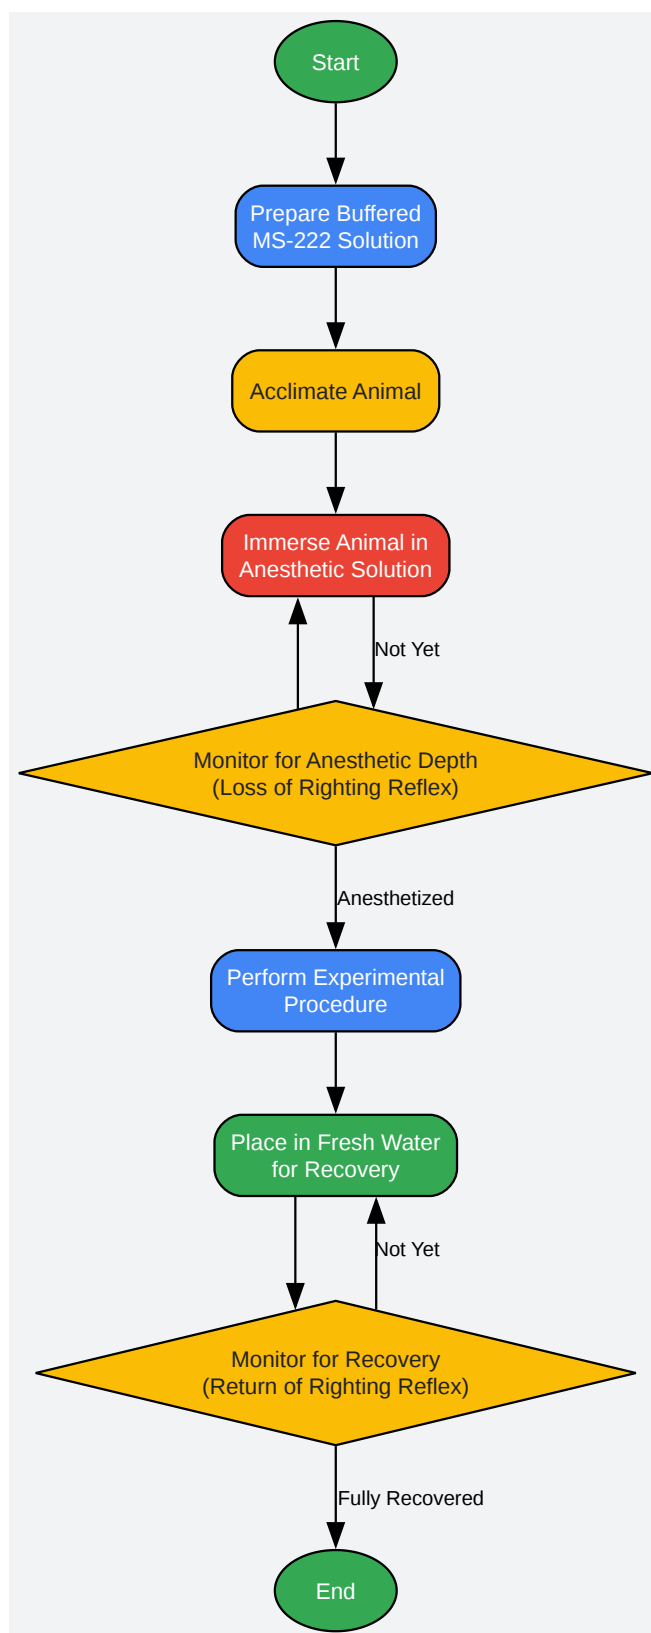 Start
Prepare Buffered
MS-222 Solution
Acclimate Animal
Immerse Animal in
Anesthetic Solution
Not Yet
Monitor for Anesthetic Depth
(Loss of Righting Reflex)
Anesthetized
Perform Experimental
Procedure
Place in Fresh Water
for Recovery
Not Yet
Monitor for Recovery
(Return of Righting Reflex)
Fully Recovered
End